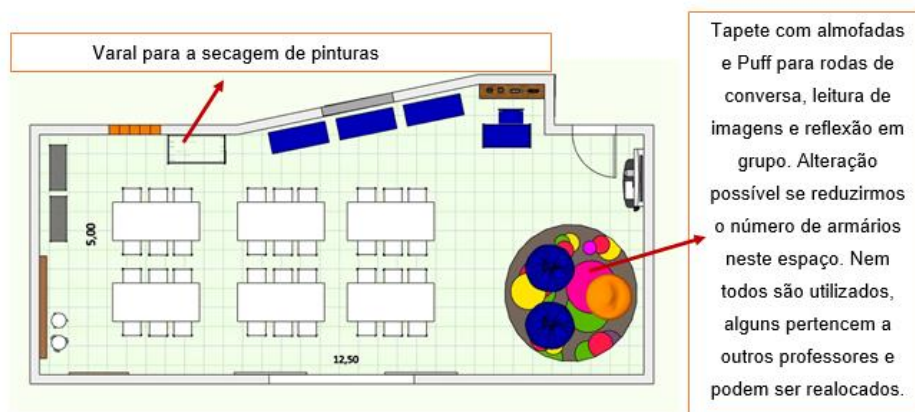 Varal para a secagem de pinturas
Tapete com almofadas
e Puff para rodas de
conversa, leitura de
imagens e reflexão em
grupo. Alteração
possível se reduzirmos
o número de armários
neste espaço. Nem
todos são utilizados,
alguns pertencem a
outros professores e
podem ser realocados.
5,00
12,50